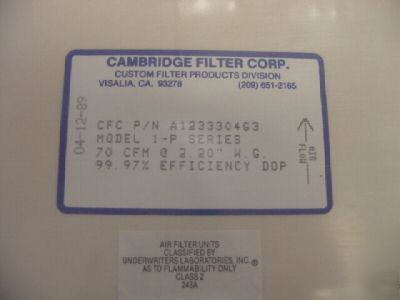 CAMBRIDGE FILTER CORP.
CUSTOM FILTER PRODUCTS DIVISION
VISALIA, CA. 93278 (209) 651-2165
04-12-89
CFC P/N A1233304G3
MODEL 1-P SERIES
70 CFM @ 2.20" W.G.
99.97% EFFICIENCY DOP
AIR
FLOW
AIR FILTER UNITS
CLASSIFIED BY
UNDERWRITERS LABORATORIES, INC.®
AS TO FLAMMABILITY ONLY
CLASS 2
243A